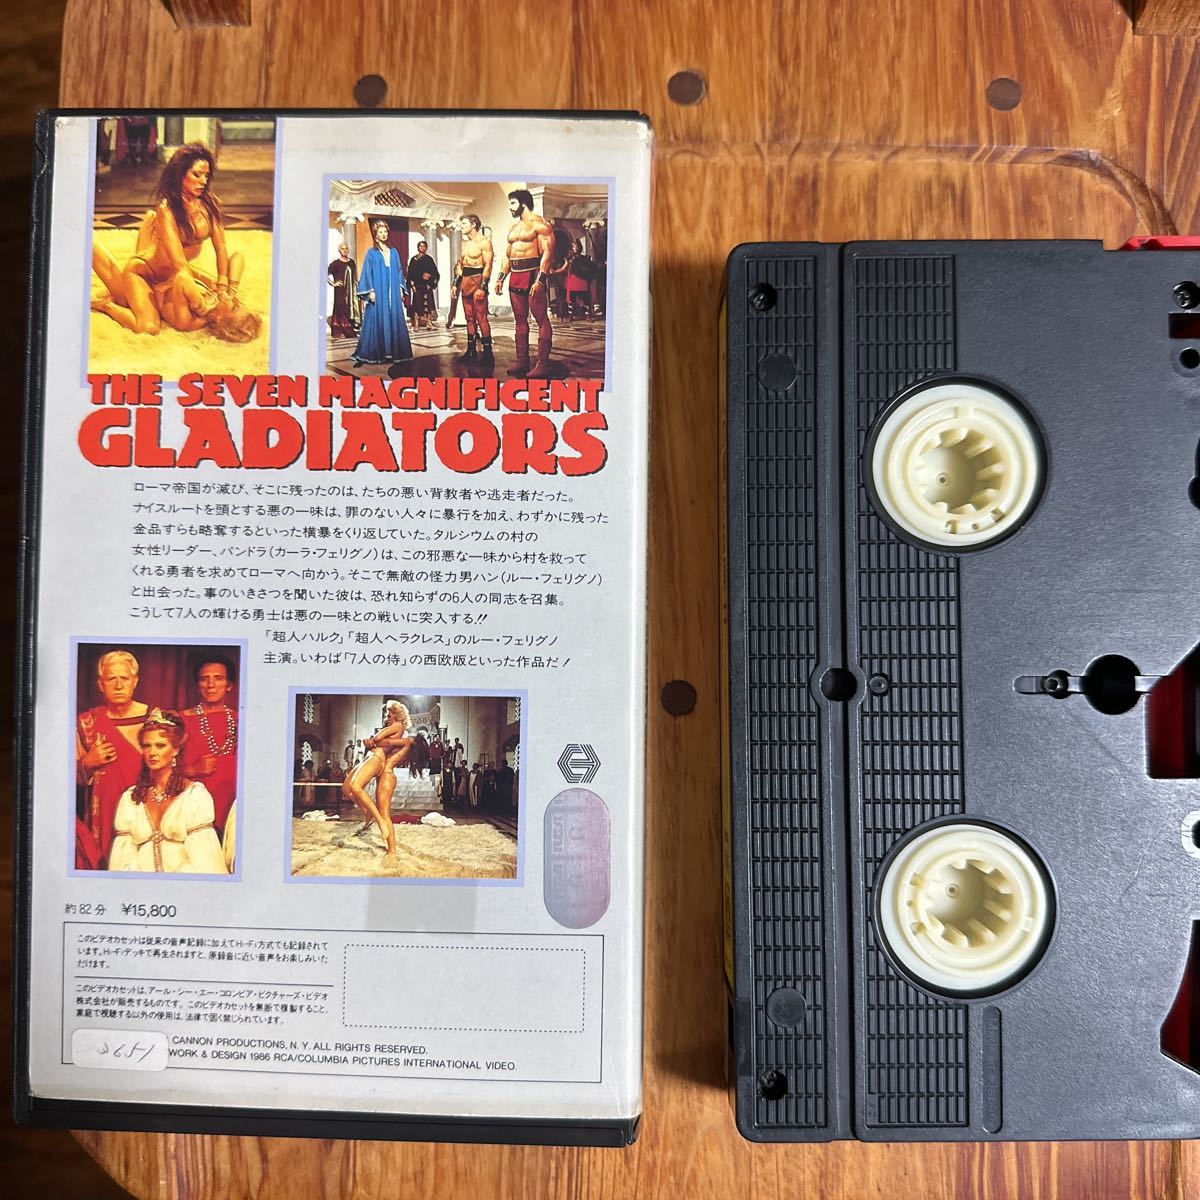 THE SEVEN MAGNIFICENT
GLADIATORS
ローマ帝国が滅び、そこに残ったのは、たちの悪い背教者や逃走者だった。
ナイスルートを頭とする悪の一味は、罪のない人々に暴行を加え、わずかに残った
金品すらも略奪するといった横暴をくり返していた。タルシウムの村の
女性リーダー、パンドラ(カーラ・フェリグノ)は、この邪悪な一味から村を救って
くれる勇者を求めてローマへ向かう。そこで無敵の怪力男ハン(ルー・フェリグノ)
と出会った。事のいきさつを聞いた彼は、恐れ知らずの6人の同志を召集。
こうして7人の輝ける勇士は悪の一味との戦いに突入する!!
「超人ハルク」「超人ヘラクレス」のルー・フェリグノ
主演。いわば「7人の侍」の西欧版といった作品だ!
約82分 ¥15,800
このビデオカセットは従来の音声記録に加えてHi-Fi方式でも記録されて
います。Hi-Fiデッキで再生されますと、原録音に近い音声をお楽しみいた
だけます。
このビデオカセットは、アール・シー・エー・コロンビア・ピクチャーズ・ビデオ
株式会社が販売するものです。このビデオカセットを無断で複製すること、
家庭で視聴する以外の使用は、法律で固く禁じられています。
CANNON PRODUCTIONS, N. Y. ALL RIGHTS RESERVED.
WORK & DESIGN 1986 RCA/COLUMBIA PICTURES INTERNATIONAL VIDEO.
2651